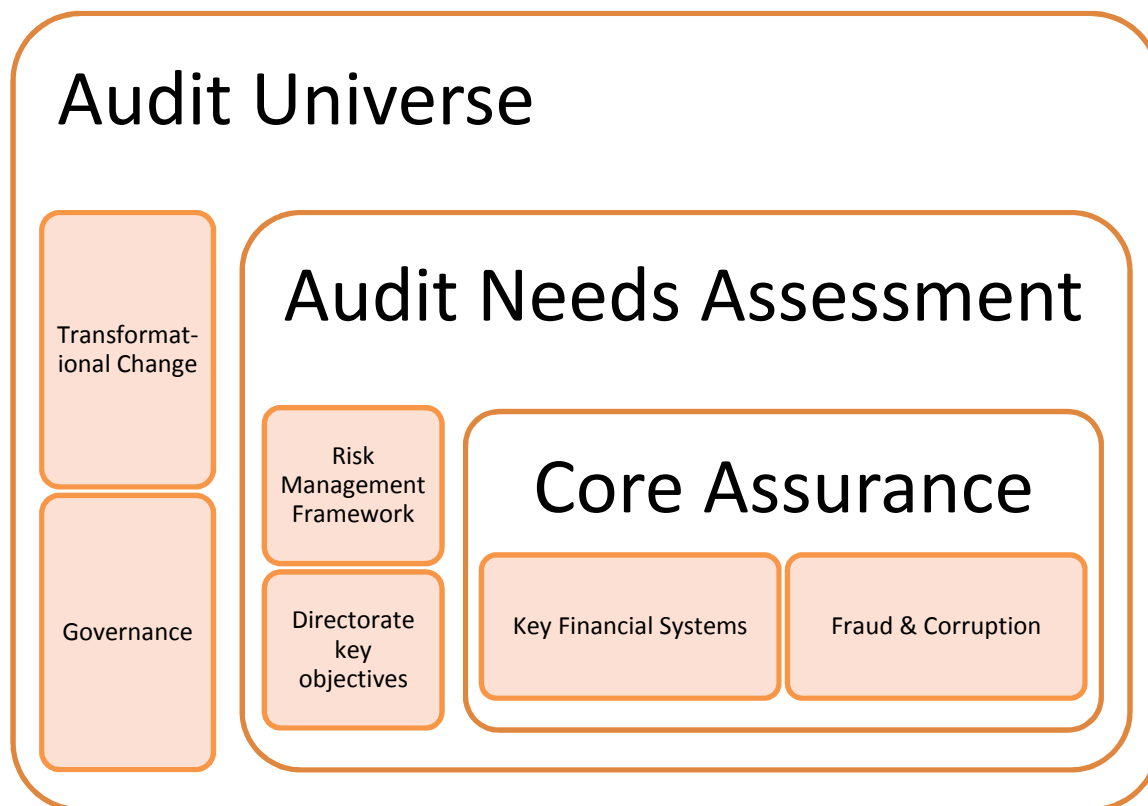 Audit Universe
Transformat-
ional Change
Governance
Audit Needs Assessment
Risk
Management
Framework
Directorate
key
objectives
Core Assurance
Key Financial Systems
Fraud & Corruption